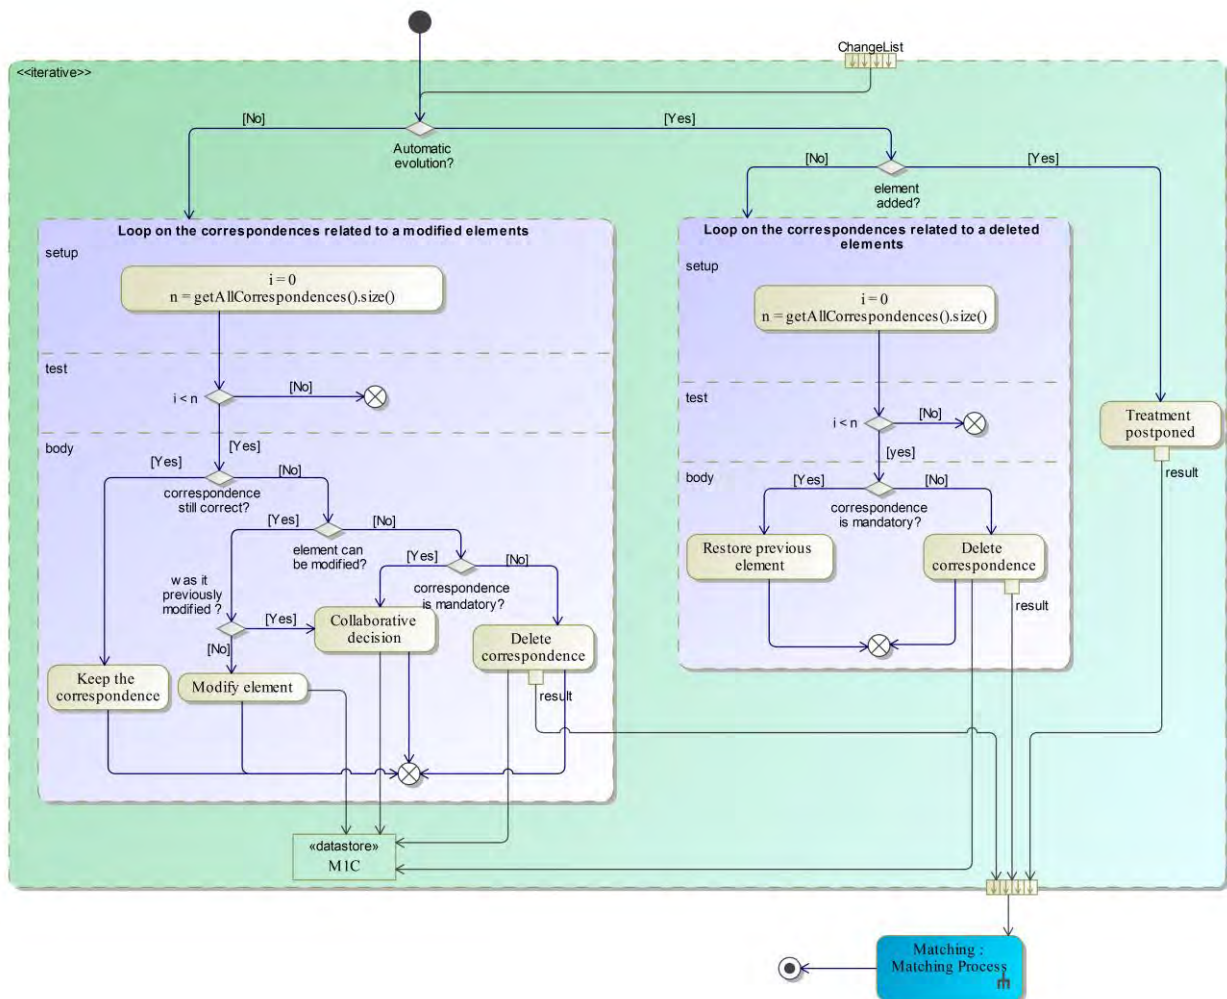 ChangeList
<<iterative>>
[No]
[Yes]
Automatic
evolution?
[No]
[Yes]
element
added?
Loop on the correspondences related to a modified elements
setup
i = 0
n = getAllCorrespondences().size()
test
i < n
[No]
[Yes]
body
[Yes]
[No]
correspondence
still correct?
[Yes]
[No]
element can
be modified?
[Yes]
[No]
correspondence
is mandatory?
was it
previously
modified ?
[Yes]
[No]
Collaborative
decision
Delete
correspondence
result
Keep the
correspondence
Modify element
Loop on the correspondences related to a deleted
elements
setup
i = 0
n = getAllCorrespondences().size()
test
i < n
[No]
[yes]
body
[Yes]
[No]
correspondence
is mandatory?
Restore previous
element
Delete
correspondence
result
Treatment
postponed
result
«datastore»
M1C
Matching :
Matching Process